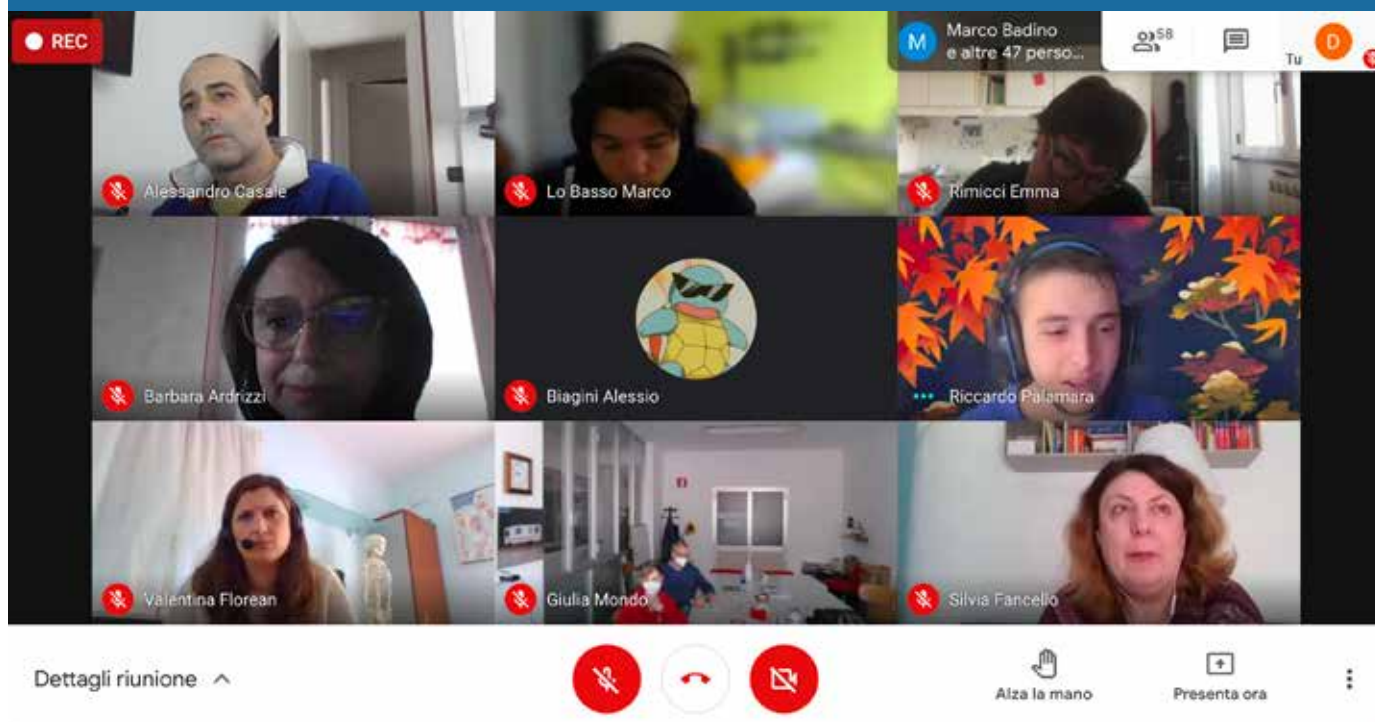 REC
Marco Badino
e altre 47 perso...
M
58
Tu
D
Alessandro Casale
Lo Basso Marco
Rimicci Emma
Barbara Ardrizzi
Biagini Alessio
Riccardo Palamara
Valentina Florean
Giulia Mondo
Silvia Fancello
Dettagli riunione
Alza la mano
Presenta ora